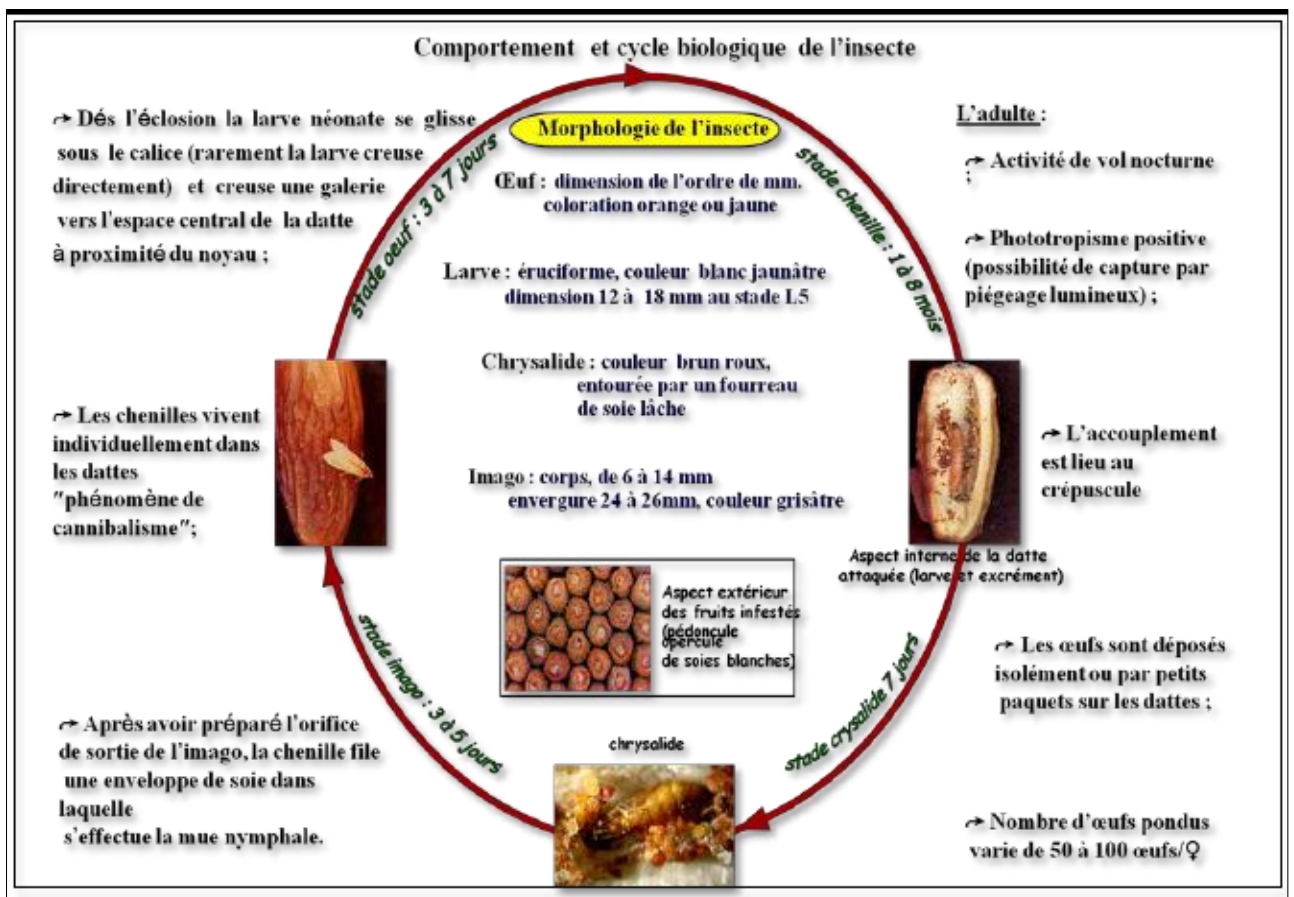 Comportement et cycle biologique de l'insecte
Morphologie de l'insecte
Œuf : dimension de l'ordre de mm.
coloration orange ou jaune
Larve : éruciforme, couleur blanc jaunâtre
dimension 12 à 18 mm au stade L5
Chrysalide : couleur brun roux,
entourée par un fourreau
de soie lâche
Imago : corps, de 6 à 14 mm
envergure 24 à 26mm, couleur grisâtre
Aspect extérieur
des fruits infestés
(pédoncule
opercule
de soies blanches)
chrysalide
→ Dés l'éclosion la larve néonate se glisse
sous le calice (rarement la larve creuse
directement) et creuse une galerie
vers l'espace central de la datte
à proximité du noyau ;
→ Les chenilles vivent
individuellement dans
les dattes
"phénomène de
cannibalisme";
→ Après avoir préparé l'orifice
de sortie de l'imago, la chenille file
une enveloppe de soie dans
laquelle
s'effectue la mue nymphale.
stade oeuf : 3 à 7 jours
stade chenille : 1 à 8 mois
stade crysalide 7 jours
stade imago : 3 à 5 jours
L'adulte :
→ Activité de vol nocturne
;
→ Phototropisme positive
(possibilité de capture par
piégeage lumineux) ;
→ L'accouplement
est lieu au
crépuscule
Aspect interne de la datte
attaquée (larve et excrément)
→ Les œufs sont déposés
isolément ou par petits
paquets sur les dattes ;
→ Nombre d'œufs pondus
varie de 50 à 100 œufs/♀